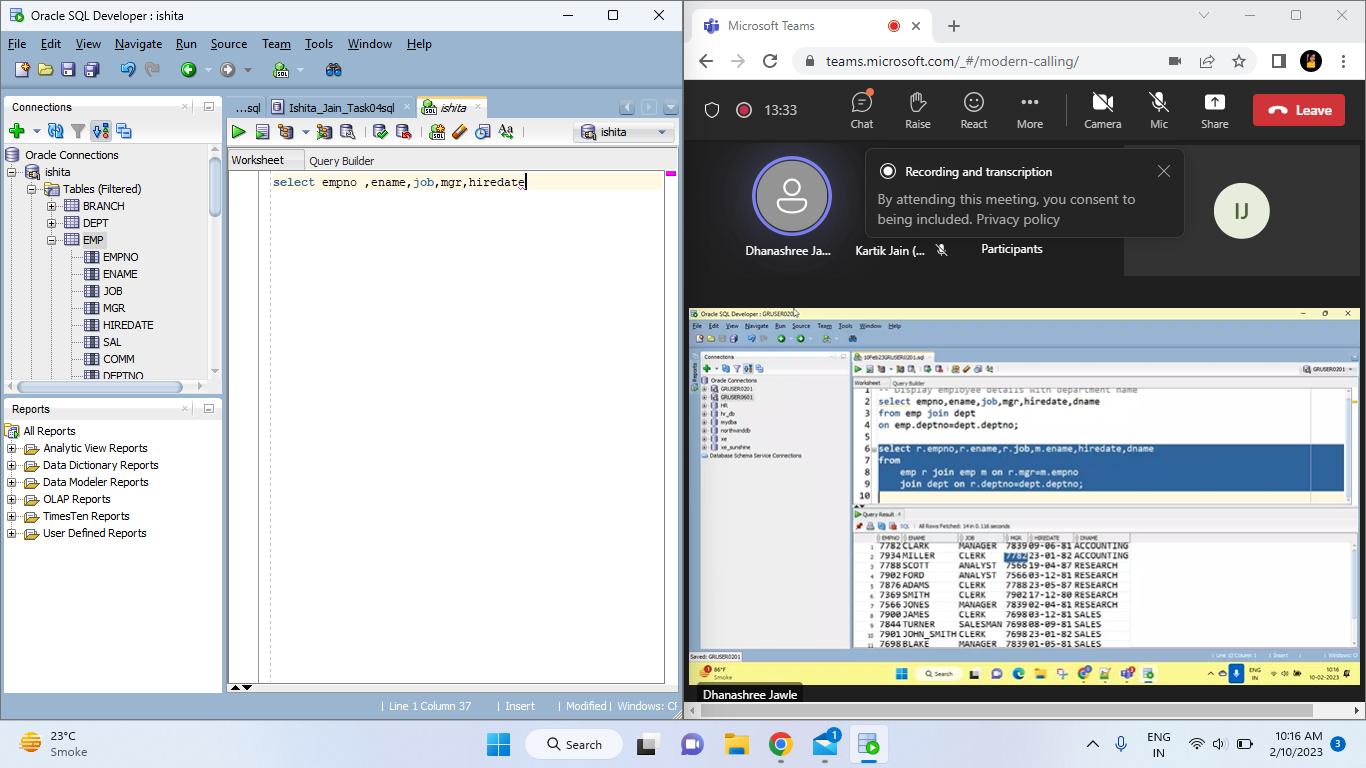 Oracle SQL Developer : ishita
File Edit View Navigate Run Source Team Tools Window Help
Connections
Oracle Connections
ishita
Tables (Filtered)
BRANCH
DEPT
EMP
EMPNO
ENAME
JOB
MGR
HIREDATE
SAL
COMM
DEPTNO
Reports
All Reports
Analytic View Reports
Data Dictionary Reports
Data Modeler Reports
OLAP Reports
TimesTen Reports
User Defined Reports
...sql Ishita_Jain_Task04sql ishita
SQL Aa ishita
Worksheet Query Builder
select empno ,ename,job,mgr,hiredate
Line 1 Column 37 Insert Modified Windows: CR
Microsoft Teams
teams.microsoft.com/_#/modern-calling/
13:33 Chat Raise React More Camera Mic Share Leave
Recording and transcription
By attending this meeting, you consent to
being included. Privacy policy
Dhanashree Ja... Kartik Jain (... Participants
IJ
Oracle SQL Developer : GRUSER0201
File Edit View Navigate Run Source Team Tools Window Help
Connections
Reports
Oracle Connections
GRUSER0201
GRUSER0601
HR
hr_db
mydba
northwinddb
xe
xe_sunshine
Database Schema Service Connections
10Feb23GRUSER0201.sql
GRUSER0201
Worksheet Query Builder
1 -- Display employee details with department name
2 select empno,ename,job,mgr,hiredate,dname
3 from emp join dept
4 on emp.deptno=dept.deptno;
5
6 select r.empno,r.ename,r.job,m.ename,hiredate,dname
7 from
8 emp r join emp m on r.mgr=m.empno
9 join dept on r.deptno=dept.deptno;
10
Query Result
SQL All Rows Fetched: 14 in 0.116 seconds
EMPNO ENAME JOB MGR HIREDATE DNAME
1 7782 CLARK MANAGER 7839 09-06-81 ACCOUNTING
2 7934 MILLER CLERK 7782 23-01-82 ACCOUNTING
3 7788 SCOTT ANALYST 7566 19-04-87 RESEARCH
4 7902 FORD ANALYST 7566 03-12-81 RESEARCH
5 7876 ADAMS CLERK 7788 23-05-87 RESEARCH
6 7369 SMITH CLERK 7902 17-12-80 RESEARCH
7 7566 JONES MANAGER 7839 02-04-81 RESEARCH
8 7900 JAMES CLERK 7698 03-12-81 SALES
9 7844 TURNER SALESMAN 7698 08-09-81 SALES
10 7901 JOHN_SMITH CLERK 7698 23-01-82 SALES
11 7698 BLAKE MANAGER 7839 01-05-81 SALES
Saved: GRUSER0201 Line 12 Column 1 Insert Windows: C
86°F
Smoke
Search
ENG
IN
10:16
10-02-2023
Dhanashree Jawle
23°C
Smoke
Search
1
ENG
IN
10:16 AM
2/10/2023
3